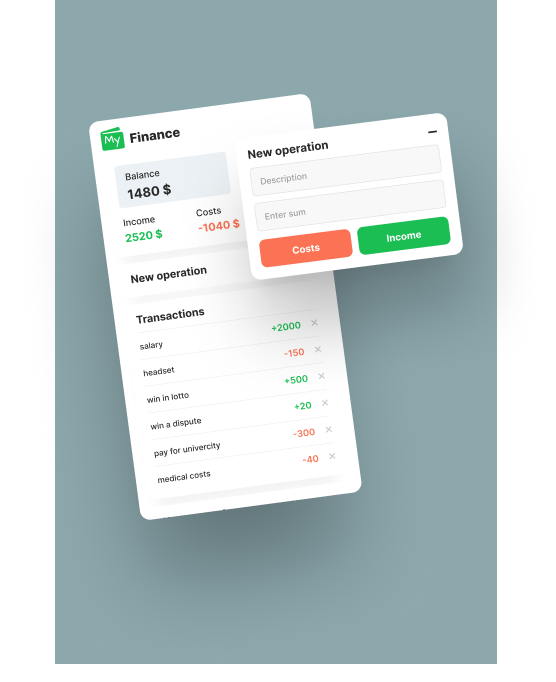 My Finance
Balance
1480 $
Income
2520 $
Costs
-1040 $
New operation
Transactions
salary
+2000 ×
headset
-150 ×
win in lotto
+500 ×
win a dispute
+20 ×
pay for univercity
-300 ×
medical costs
-40 ×
New operation
Description
Enter sum
Costs
Income